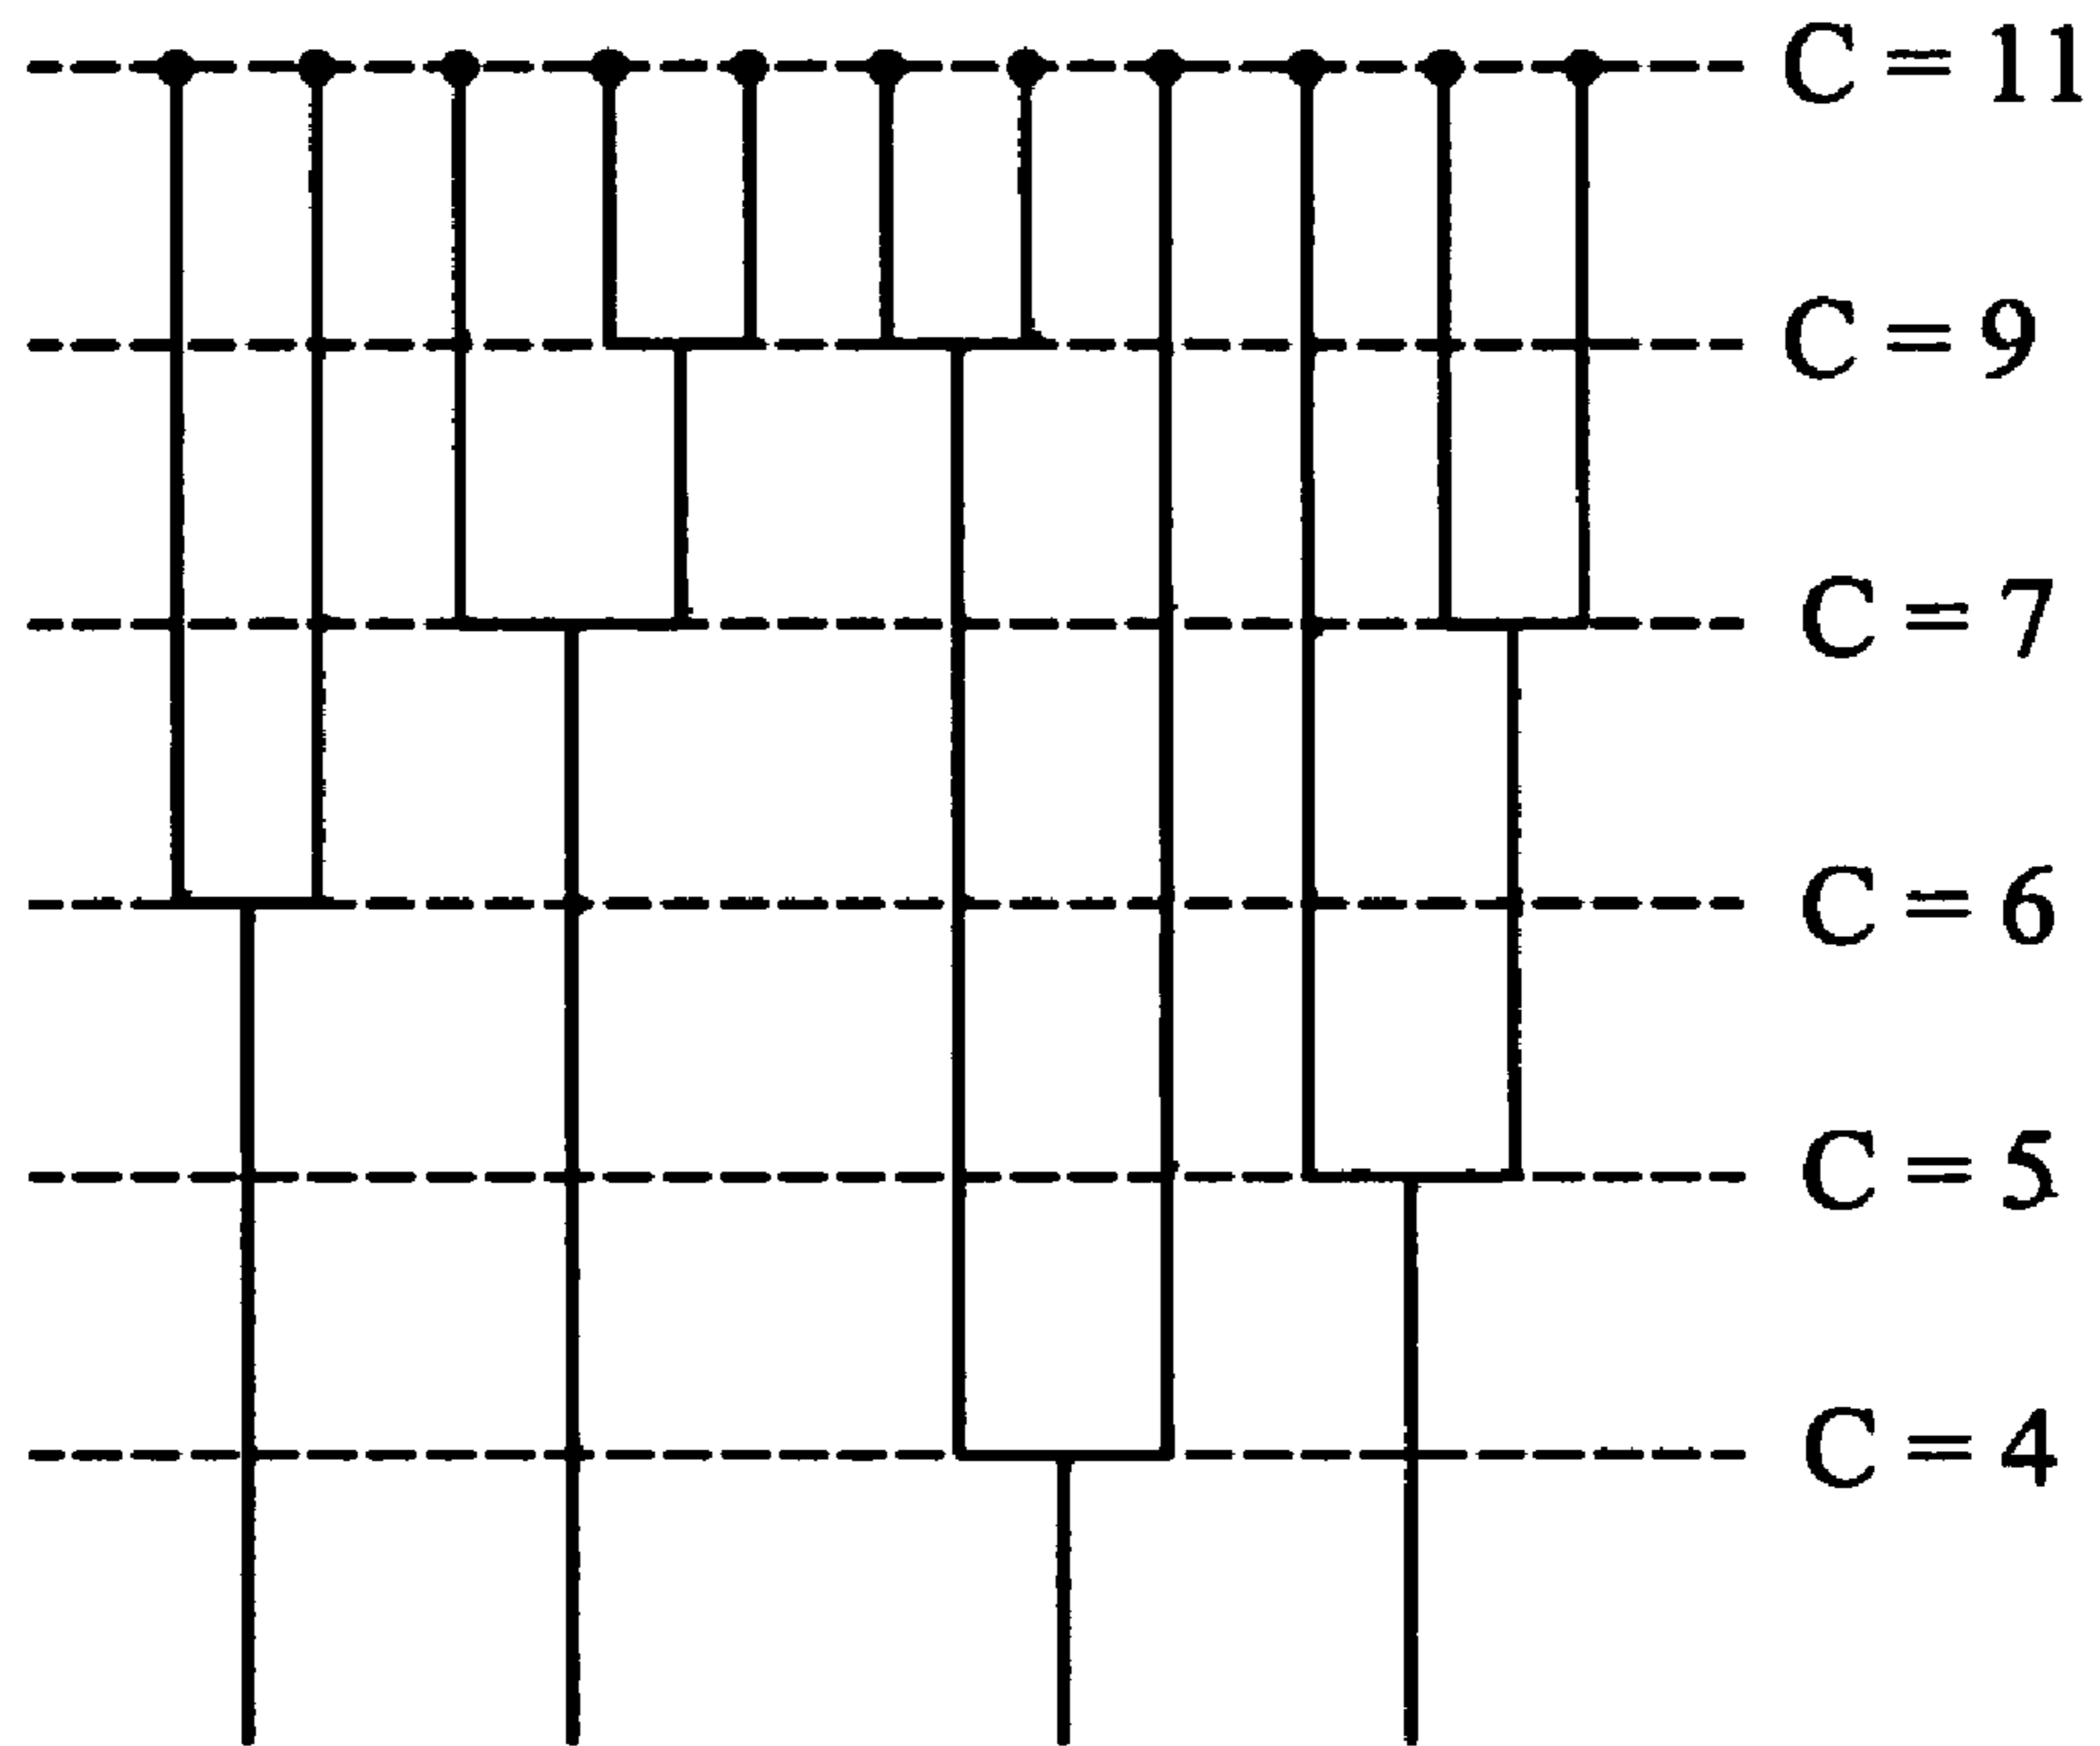 C = 11
C = 9
C = 7
C = 6
C = 5
C = 4